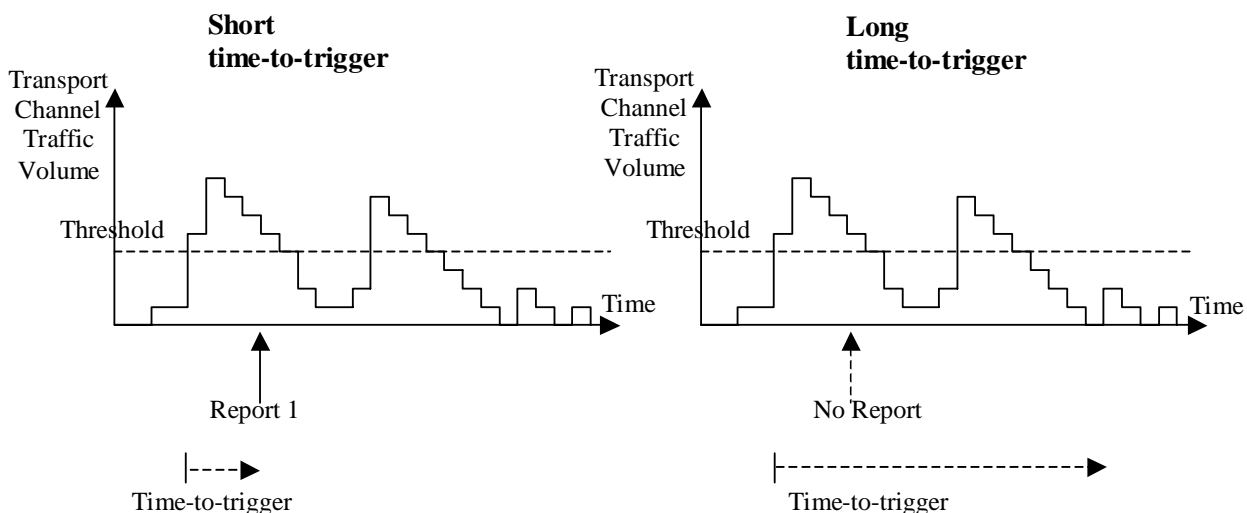 Short
time-to-trigger
Transport
Channel
Traffic
Volume
Threshold
Time
Report 1
Time-to-trigger
Long
time-to-trigger
Transport
Channel
Traffic
Volume
Threshold
Time
No Report
Time-to-trigger